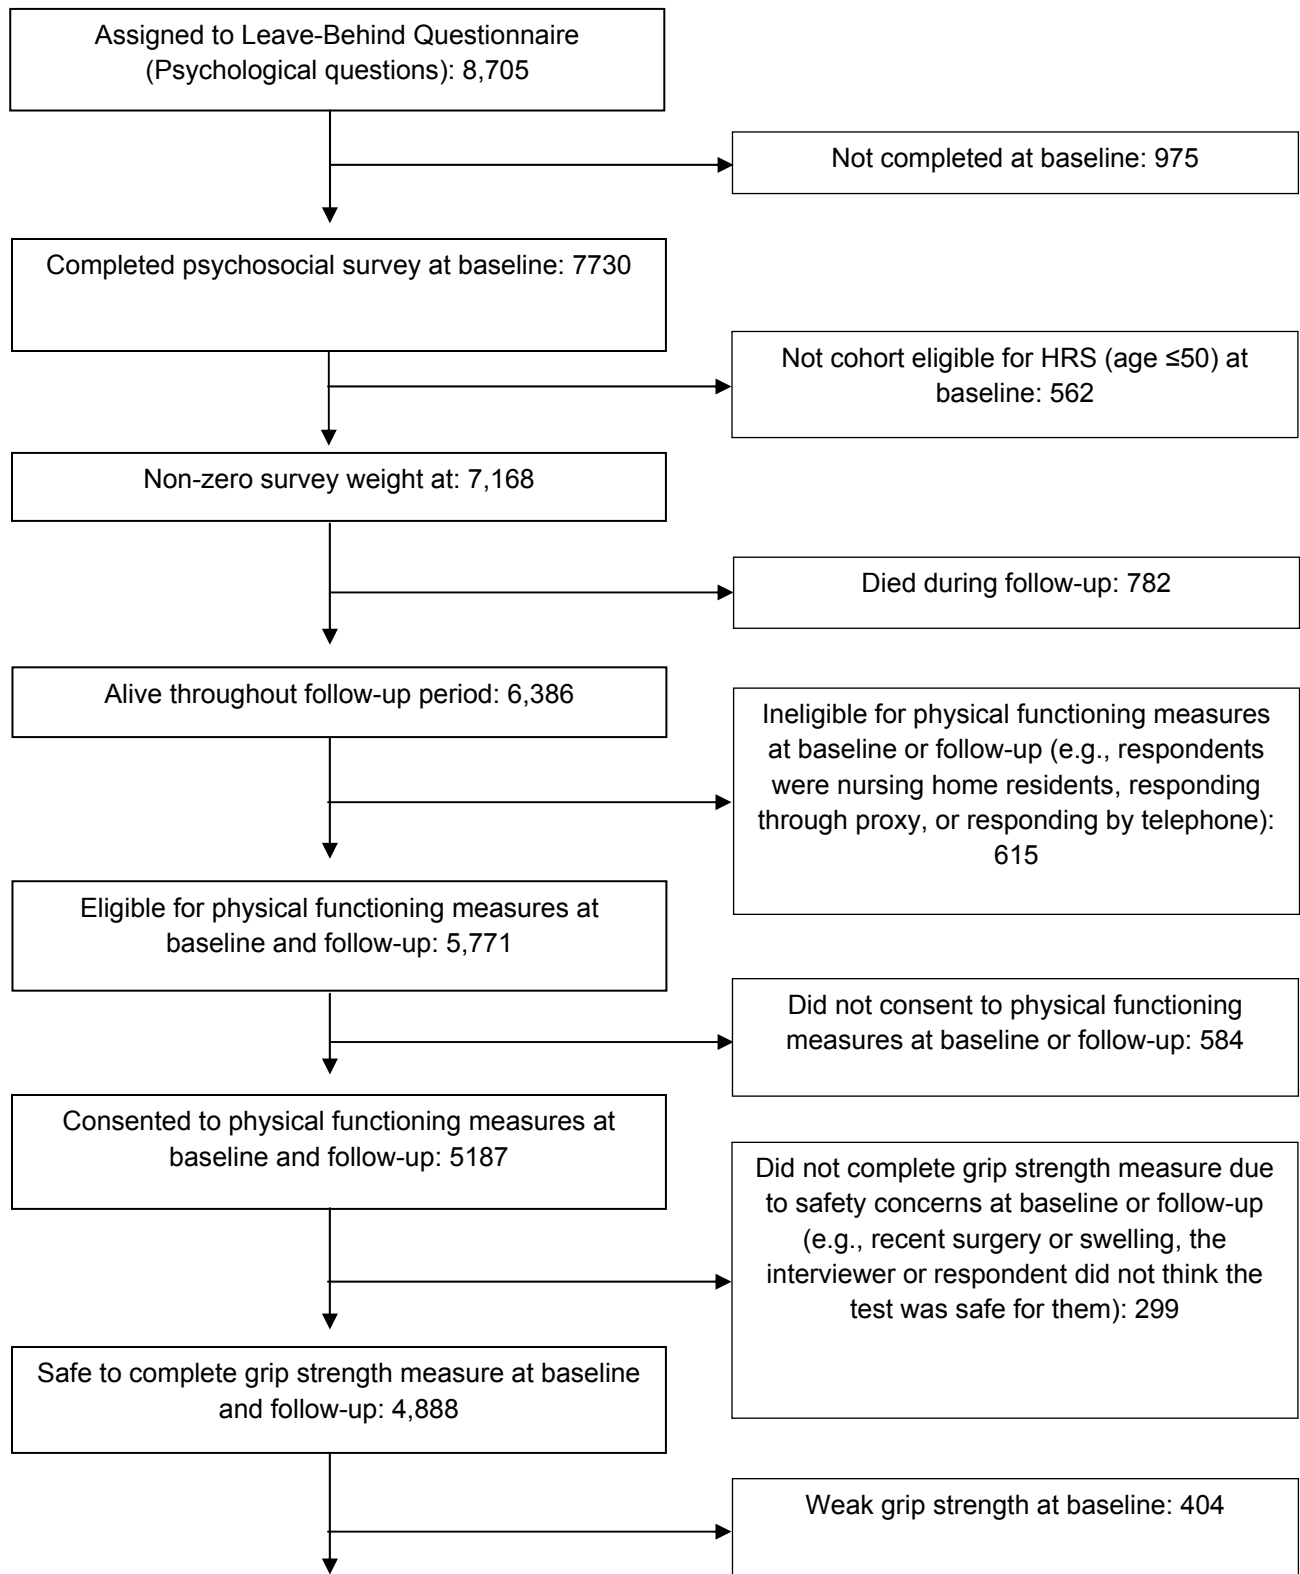 Assigned to Leave-Behind Questionnaire
(Psychological questions): 8,705
Not completed at baseline: 975
Completed psychosocial survey at baseline: 7730
Not cohort eligible for HRS (age ≤50) at
baseline: 562
Non-zero survey weight at: 7,168
Died during follow-up: 782
Alive throughout follow-up period: 6,386
Ineligible for physical functioning measures
at baseline or follow-up (e.g., respondents
were nursing home residents, responding
through proxy, or responding by telephone):
615
Eligible for physical functioning measures at
baseline and follow-up: 5,771
Did not consent to physical functioning
measures at baseline or follow-up: 584
Consented to physical functioning measures at
baseline and follow-up: 5187
Did not complete grip strength measure due
to safety concerns at baseline or follow-up
(e.g., recent surgery or swelling, the
interviewer or respondent did not think the
test was safe for them): 299
Safe to complete grip strength measure at baseline
and follow-up: 4,888
Weak grip strength at baseline: 404